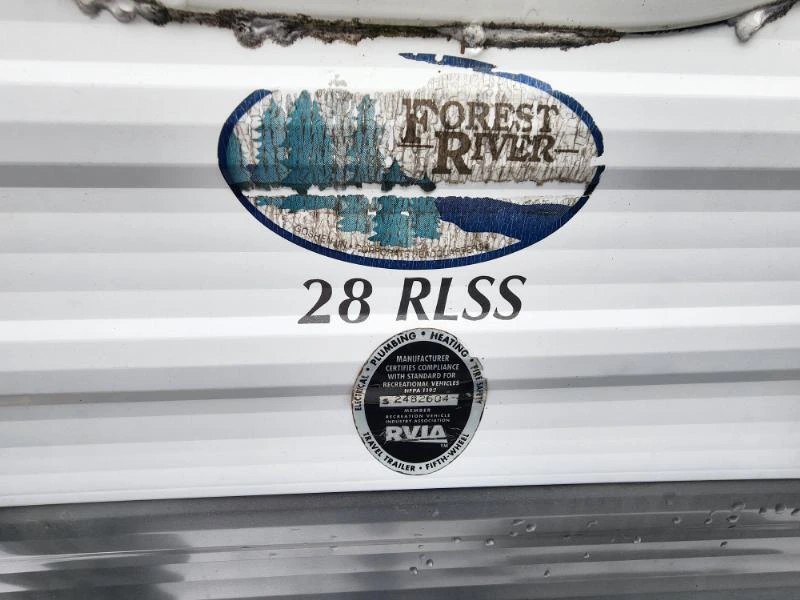 FOREST
RIVER
28 RLSS
ELECTRICAL • PLUMBING • HEATING • FIRE SAFETY
MANUFACTURER
CERTIFIES COMPLIANCE
WITH STANDARD FOR
RECREATIONAL VEHICLES
NFPA 1192
S 2482604
MEMBER
RECREATION VEHICLE
INDUSTRY ASSOCIATION
RVIA
TM
TRAVEL TRAILER • FIFTH-WHEEL